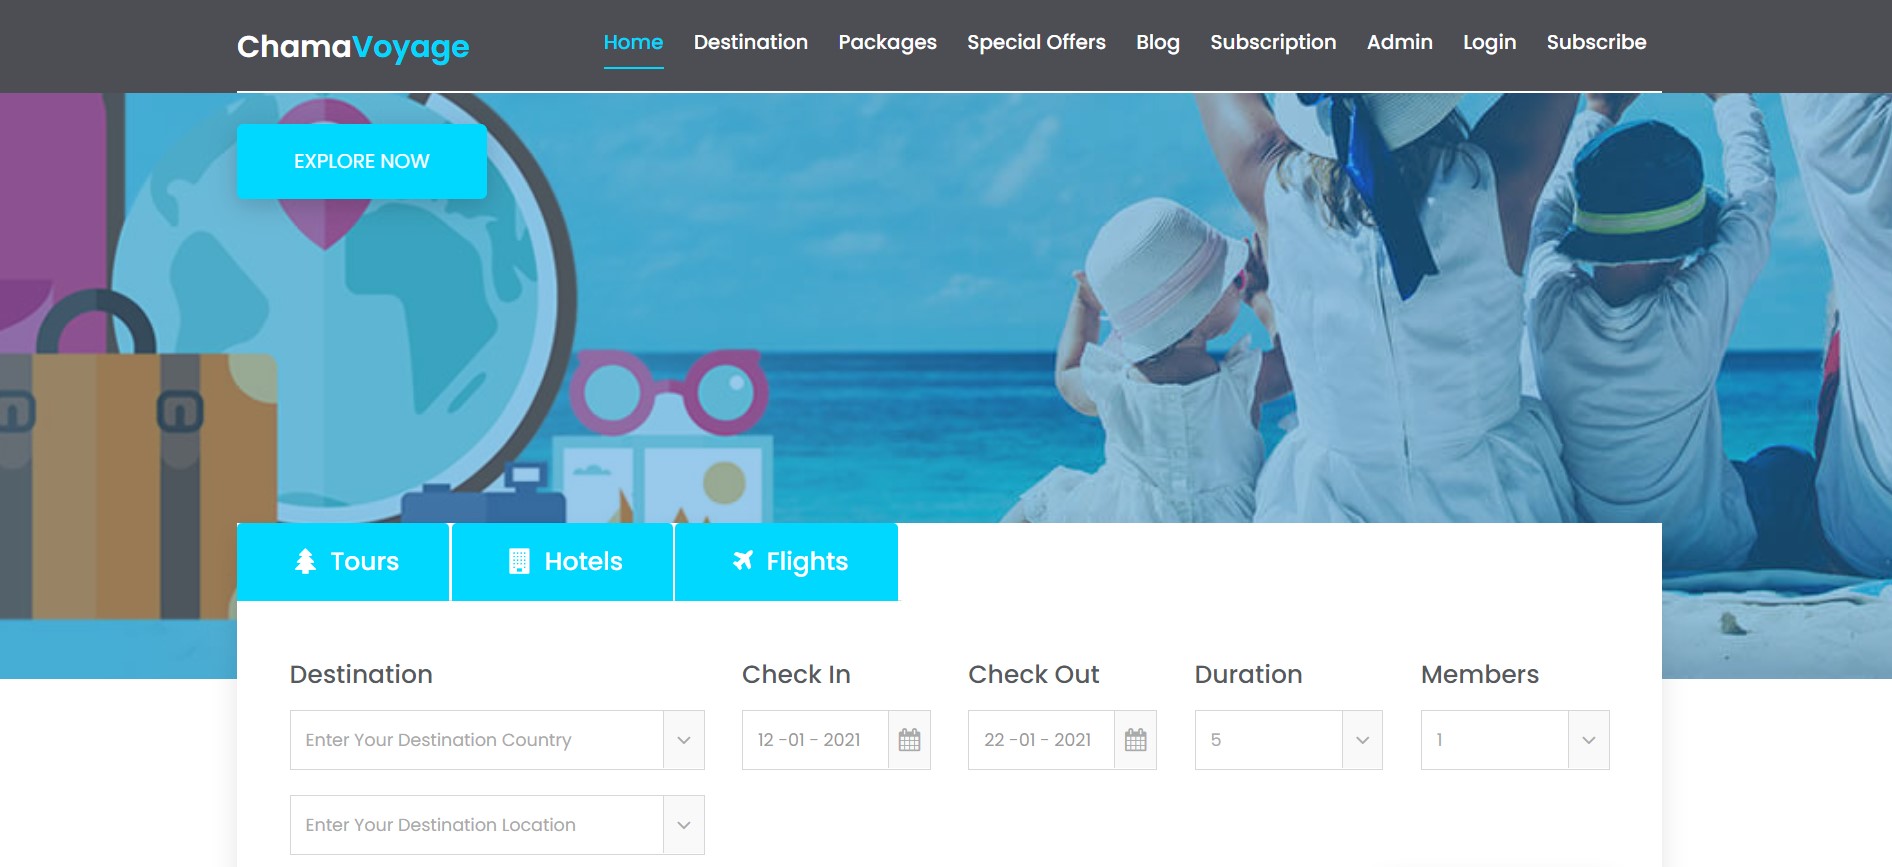 ChamaVoyage
Home Destination Packages Special Offers Blog Subscription Admin Login Subscribe
EXPLORE NOW
Tours Hotels Flights
Destination Check In Check Out Duration Members
Enter Your Destination Country 12 -01 - 2021 22 -01 - 2021 5 1
Enter Your Destination Location